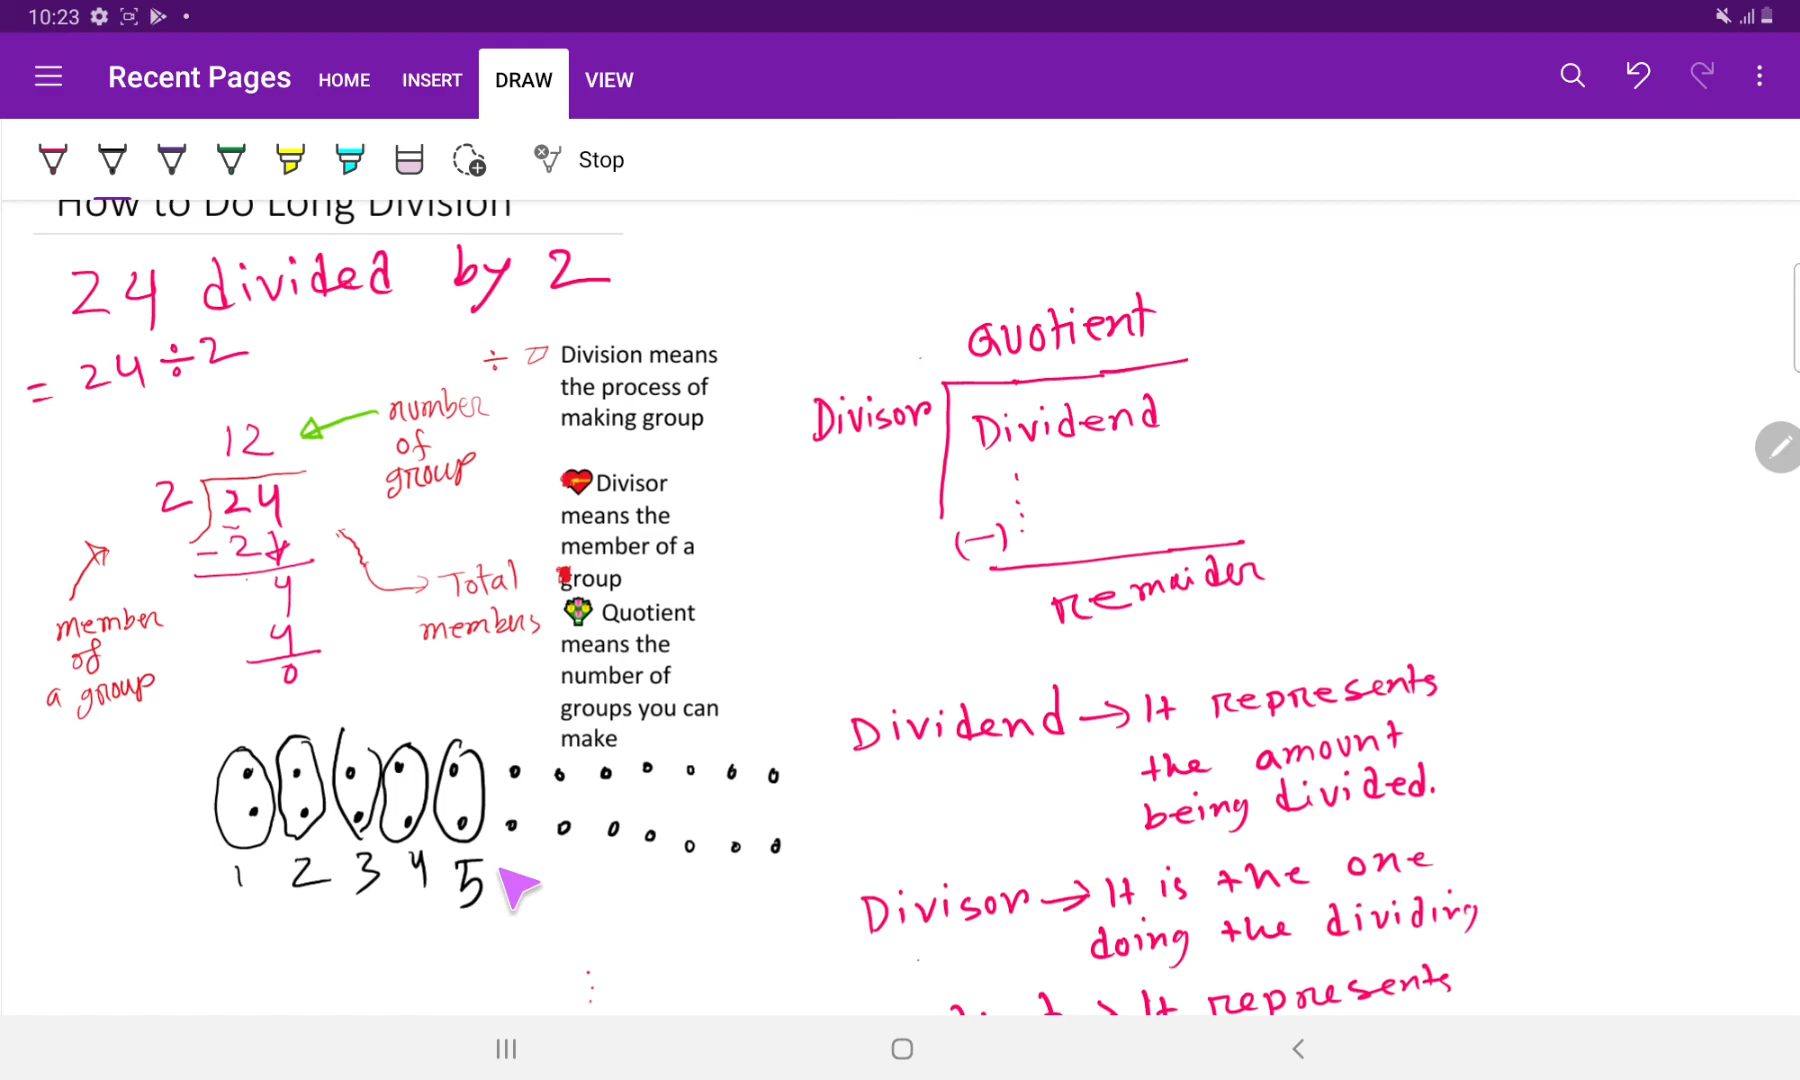 10:23
Recent Pages HOME INSERT DRAW VIEW
Stop
How to Do Long Division
24 divided by 2
= 24 ÷ 2
÷
Division means
the process of
making group
number
of
group
12
2 24
- 24
4
4
0
member
of
a group
Total
members
Divisor
means the
member of a
group
Quotient
means the
number of
groups you can
make
1 2 3 4 5
Quotient
Divisor Dividend
(-)
remaider
Dividend → It represents
the amount
being divided.
Divisor → It is the one
doing the dividing
It represents